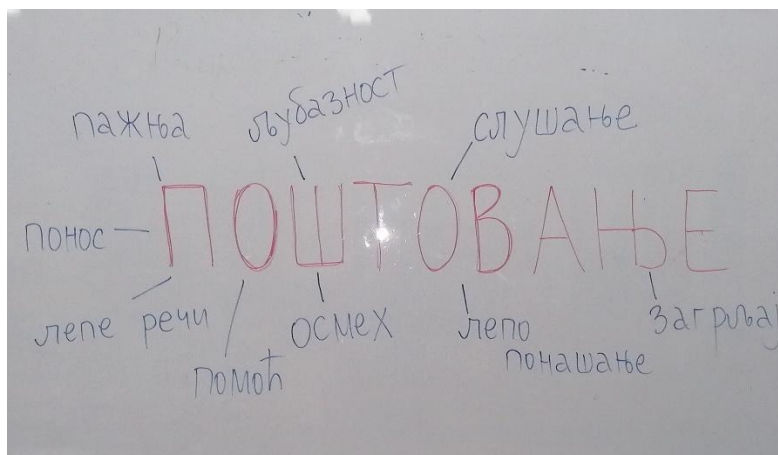 љубазност
пажња
слушање
понос
ПОШТОВАЊЕ
лепе речи
осмех
лепо
понашање
загрљај
помоћ